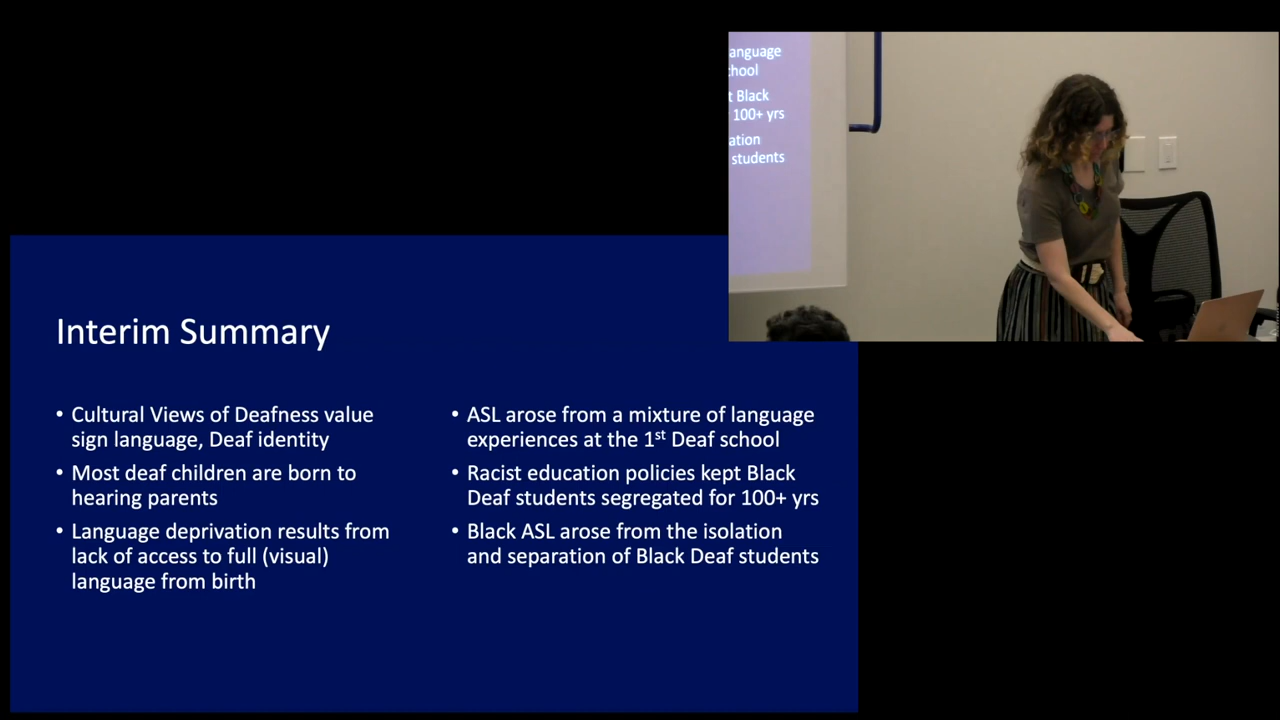 anguage
chool
t Black
100+ yrs
ation
students
Interim Summary
• Cultural Views of Deafness value
sign language, Deaf identity
• Most deaf children are born to
hearing parents
• Language deprivation results from
lack of access to full (visual)
language from birth
• ASL arose from a mixture of language
experiences at the 1st Deaf school
• Racist education policies kept Black
Deaf students segregated for 100+ yrs
• Black ASL arose from the isolation
and separation of Black Deaf students